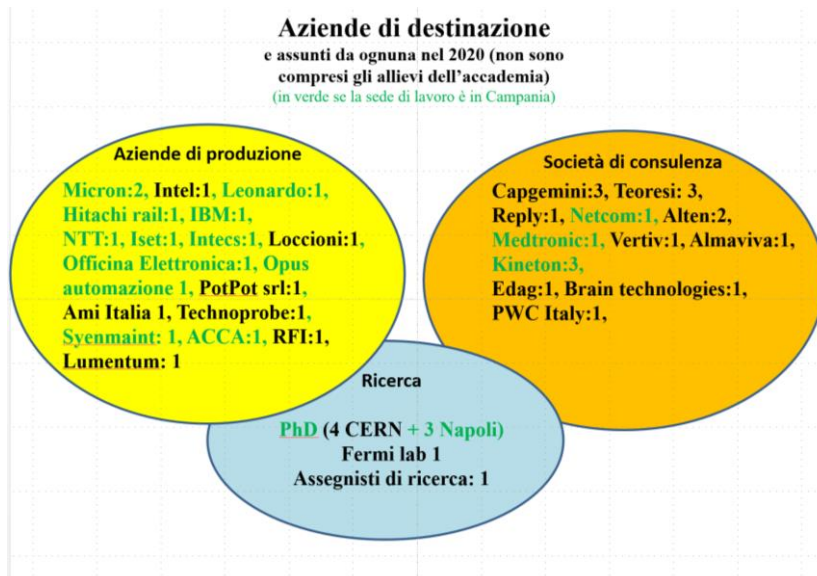 Aziende di destinazione
e assunti da ognuna nel 2020 (non sono
compresi gli allievi dell’accademia)
(in verde se la sede di lavoro è in Campania)
Aziende di produzione
Micron:2, Intel:1, Leonardo:1,
Hitachi rail:1, IBM:1,
NTT:1, Iset:1, Intecs:1, Loccioni:1,
Officina Elettronica:1, Opus
automazione 1, PotPot srl:1,
Ami Italia 1, Technoprobe:1,
Syenmaint: 1, ACCA:1, RFI:1,
Lumentum: 1
Società di consulenza
Capgemini:3, Teoresi: 3,
Reply:1, Netcom:1, Alten:2,
Medtronic:1, Vertiv:1, Almaviva:1,
Kineton:3,
Edag:1, Brain technologies:1,
PWC Italy:1,
Ricerca
PhD (4 CERN + 3 Napoli)
Fermi lab 1
Assegnisti di ricerca: 1